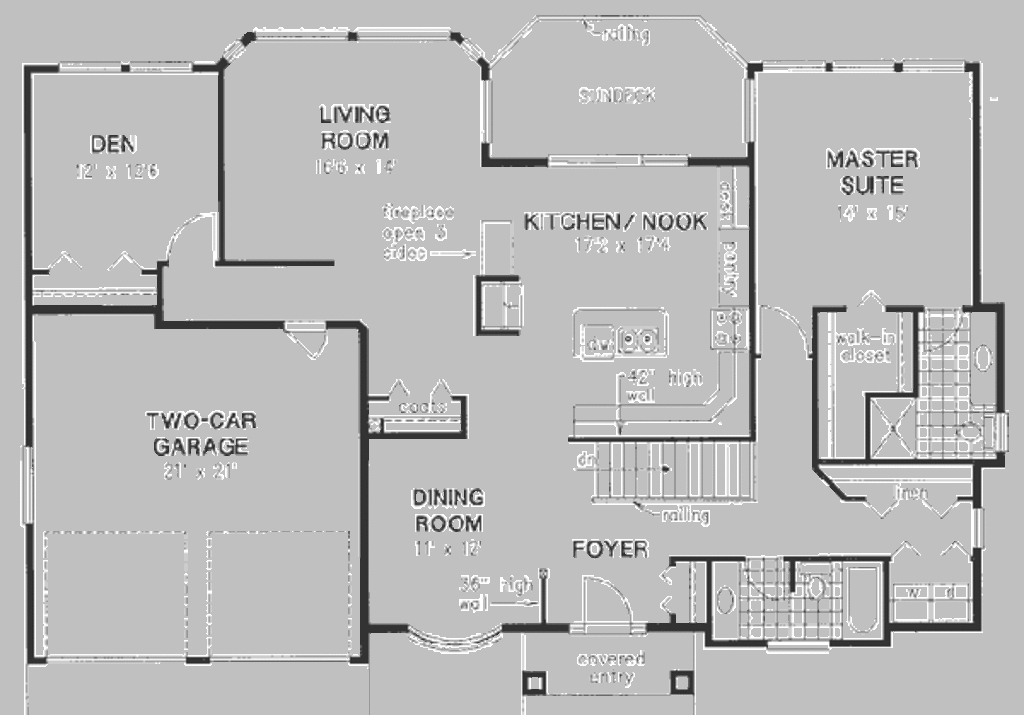 railing
SUNDECK
LIVING
ROOM
16'6 x 14'
DEN
12' x 12'6
MASTER
SUITE
14' x 15'
desk
fireplace
open 3
sides
KITCHEN / NOOK
17'2 x 17'4
pantry
walk-in
closet
dw
42" high
wall
coats
TWO-CAR
GARAGE
21' x 21'
dn
linen
railing
DINING
ROOM
11' x 12'
FOYER
36" high
wall
w
d
covered
entry